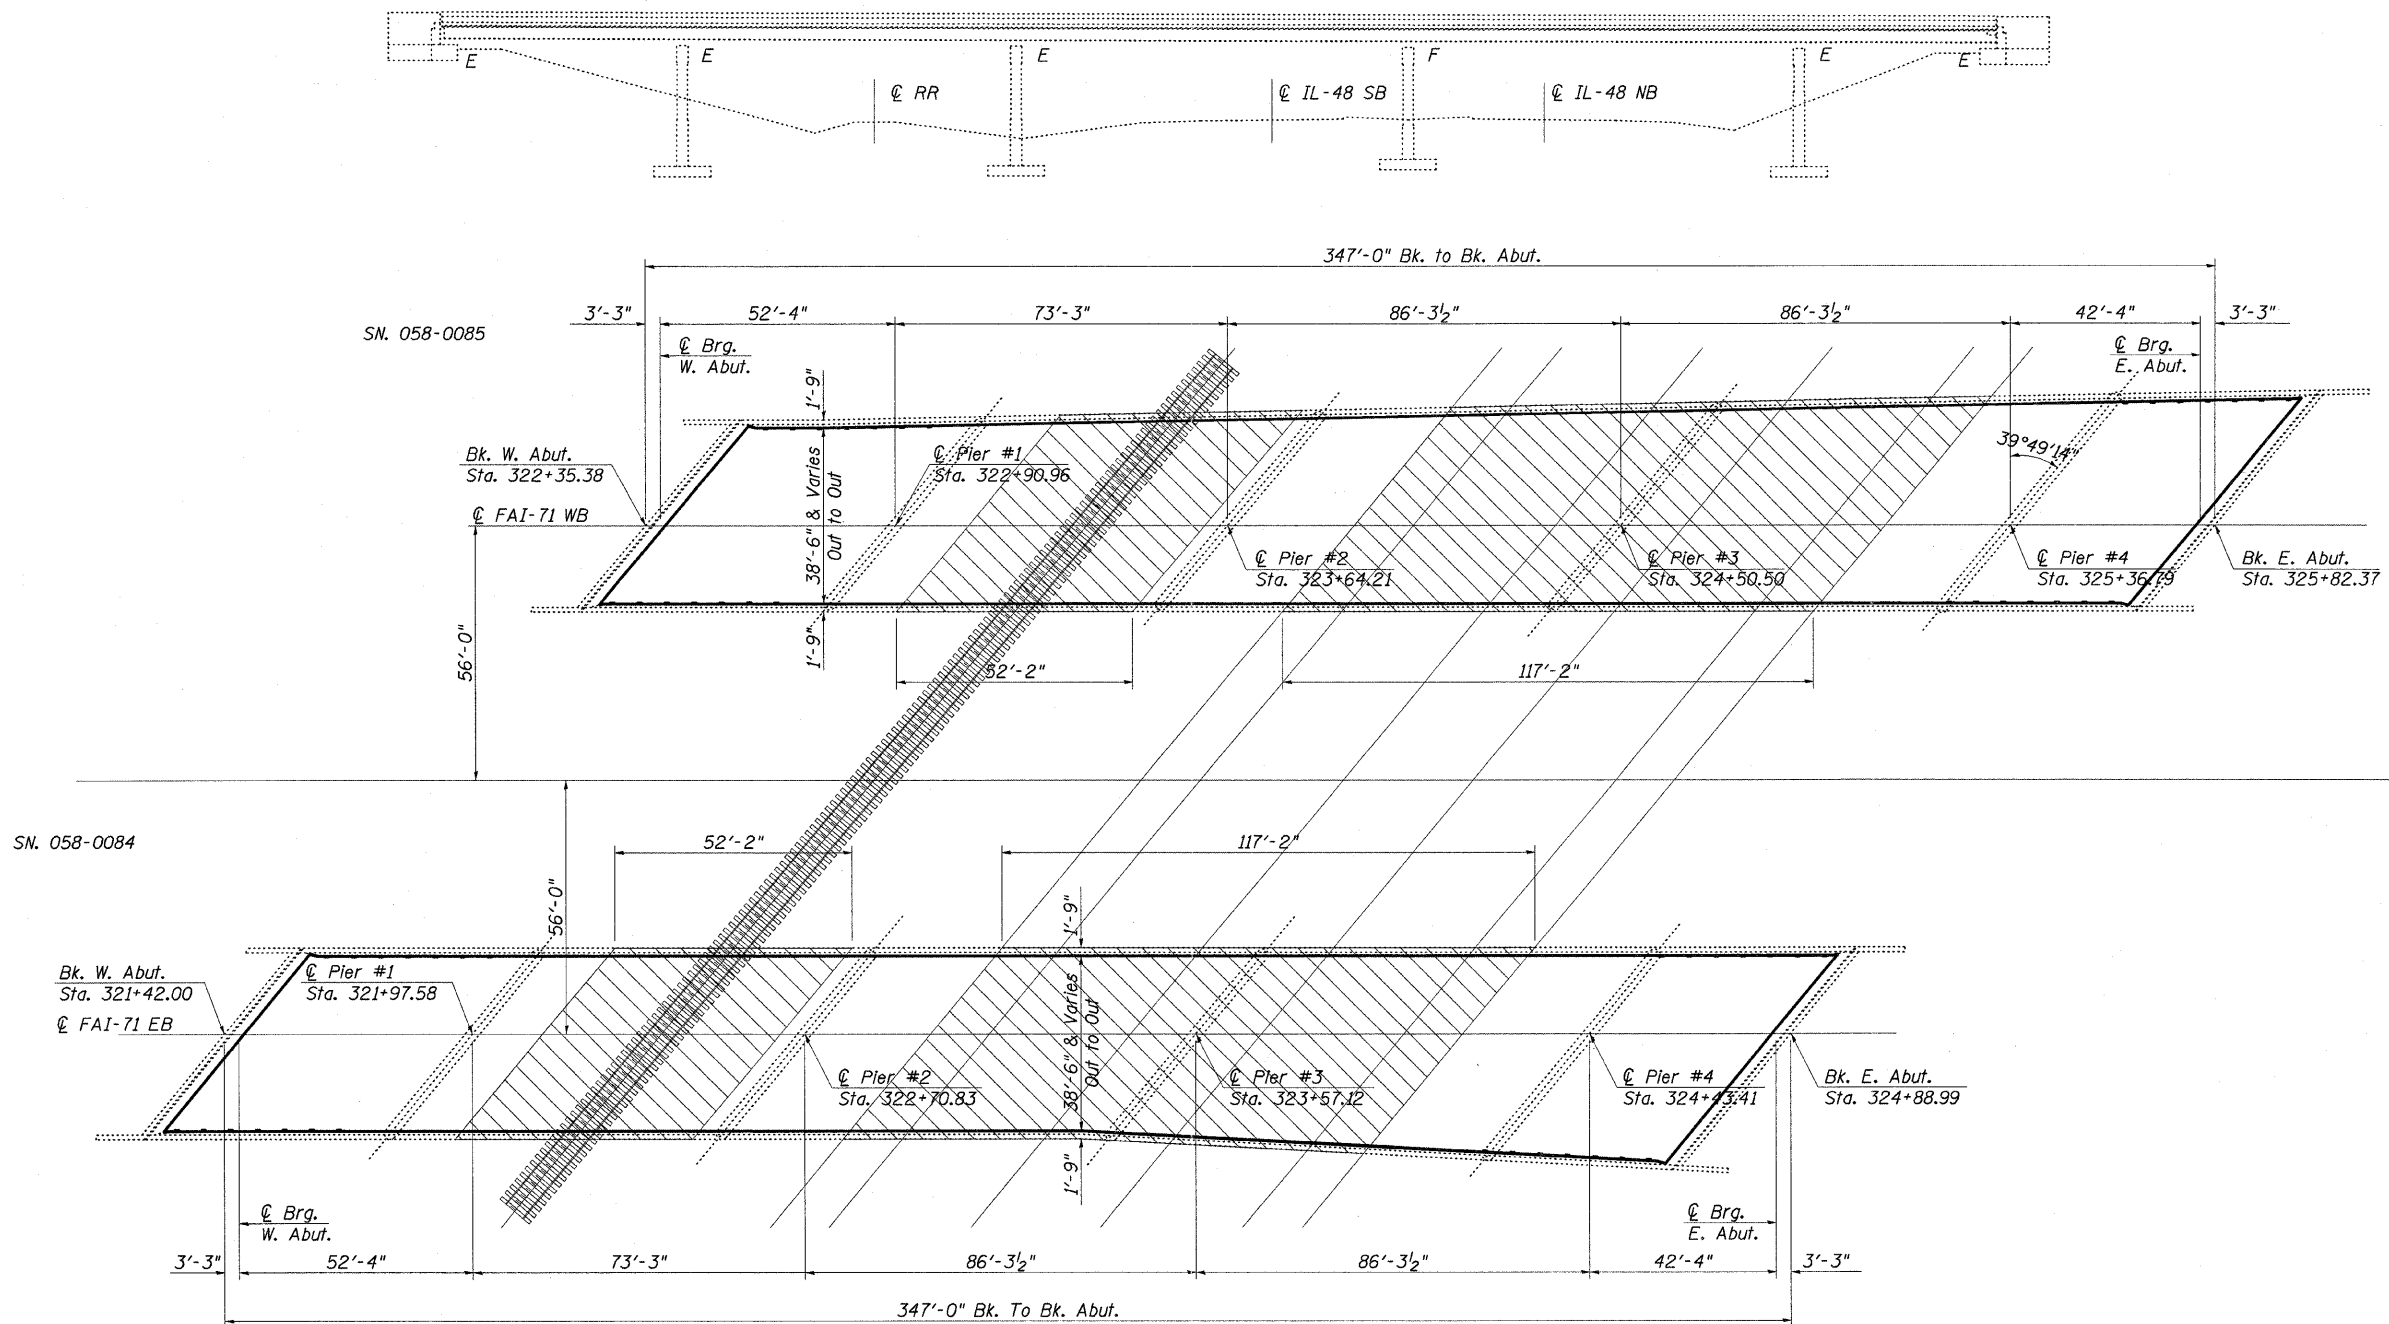 E
E
E
F
E
E
℄ RR
℄ IL-48 SB
℄ IL-48 NB
347'-0" Bk. to Bk. Abut.
3'-3"
52'-4"
73'-3"
86'-3½"
86'-3½"
42'-4"
3'-3"
SN. 058-0085
℄ Brg.
W. Abut.
℄ Brg.
E. Abut.
1'-9"
38'-6" & Varies
Out to Out
1'-9"
39°49'14"
Bk. W. Abut.
Sta. 322+35.38
℄ Pier #1
Sta. 322+90.96
℄ FAI-71 WB
℄ Pier #2
Sta. 323+64.21
℄ Pier #3
Sta. 324+50.50
℄ Pier #4
Sta. 325+36.79
Bk. E. Abut.
Sta. 325+82.37
56'-0"
52'-2"
117'-2"
SN. 058-0084
52'-2"
117'-2"
56'-0"
1'-9"
38'-6" & Varies
Out to Out
1'-9"
Bk. W. Abut.
Sta. 321+42.00
℄ Pier #1
Sta. 321+97.58
℄ FAI-71 EB
℄ Pier #2
Sta. 322+70.83
℄ Pier #3
Sta. 323+57.12
℄ Pier #4
Sta. 324+43.41
Bk. E. Abut.
Sta. 324+88.99
℄ Brg.
W. Abut.
℄ Brg.
E. Abut.
3'-3"
52'-4"
73'-3"
86'-3½"
86'-3½"
42'-4"
3'-3"
347'-0" Bk. To Bk. Abut.